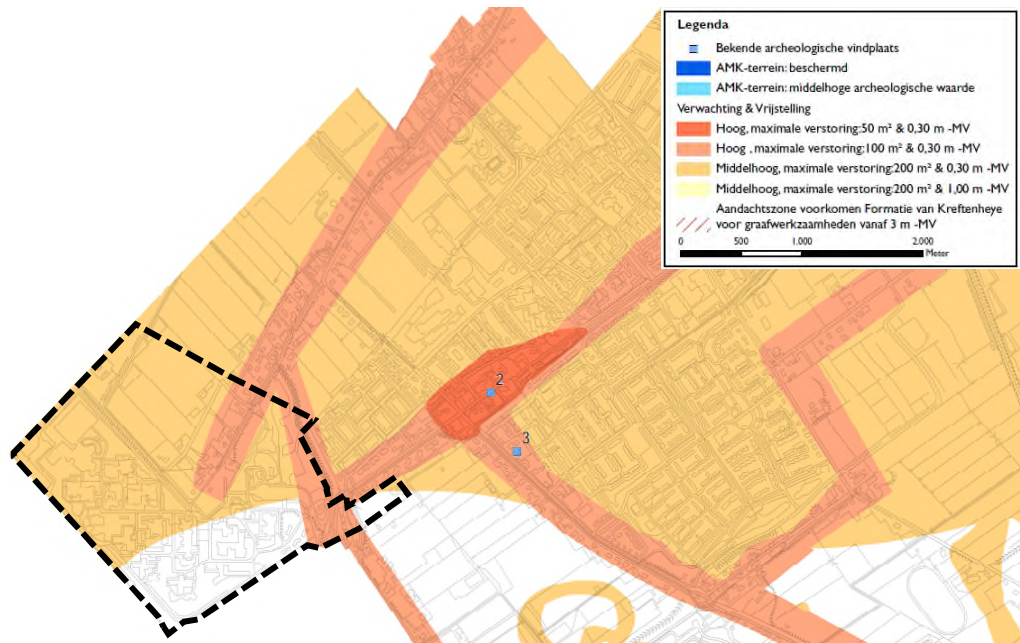 Legenda
Bekende archeologische vindplaats
AMK-terrein: beschermd
AMK-terrein: middelhoge archeologische waarde
Verwachting & Vrijstelling
Hoog, maximale verstoring:50 m² & 0,30 m -MV
Hoog , maximale verstoring:100 m² & 0,30 m -MV
Middelhoog, maximale verstoring:200 m² & 0,30 m -MV
Middelhoog, maximale verstoring:200 m² & 1,00 m -MV
Aandachtszone voorkomen Formatie van Kreftenheye
voor graafwerkzaamheden vanaf 3 m -MV
0 500 1.000 2.000
Meter
2
3